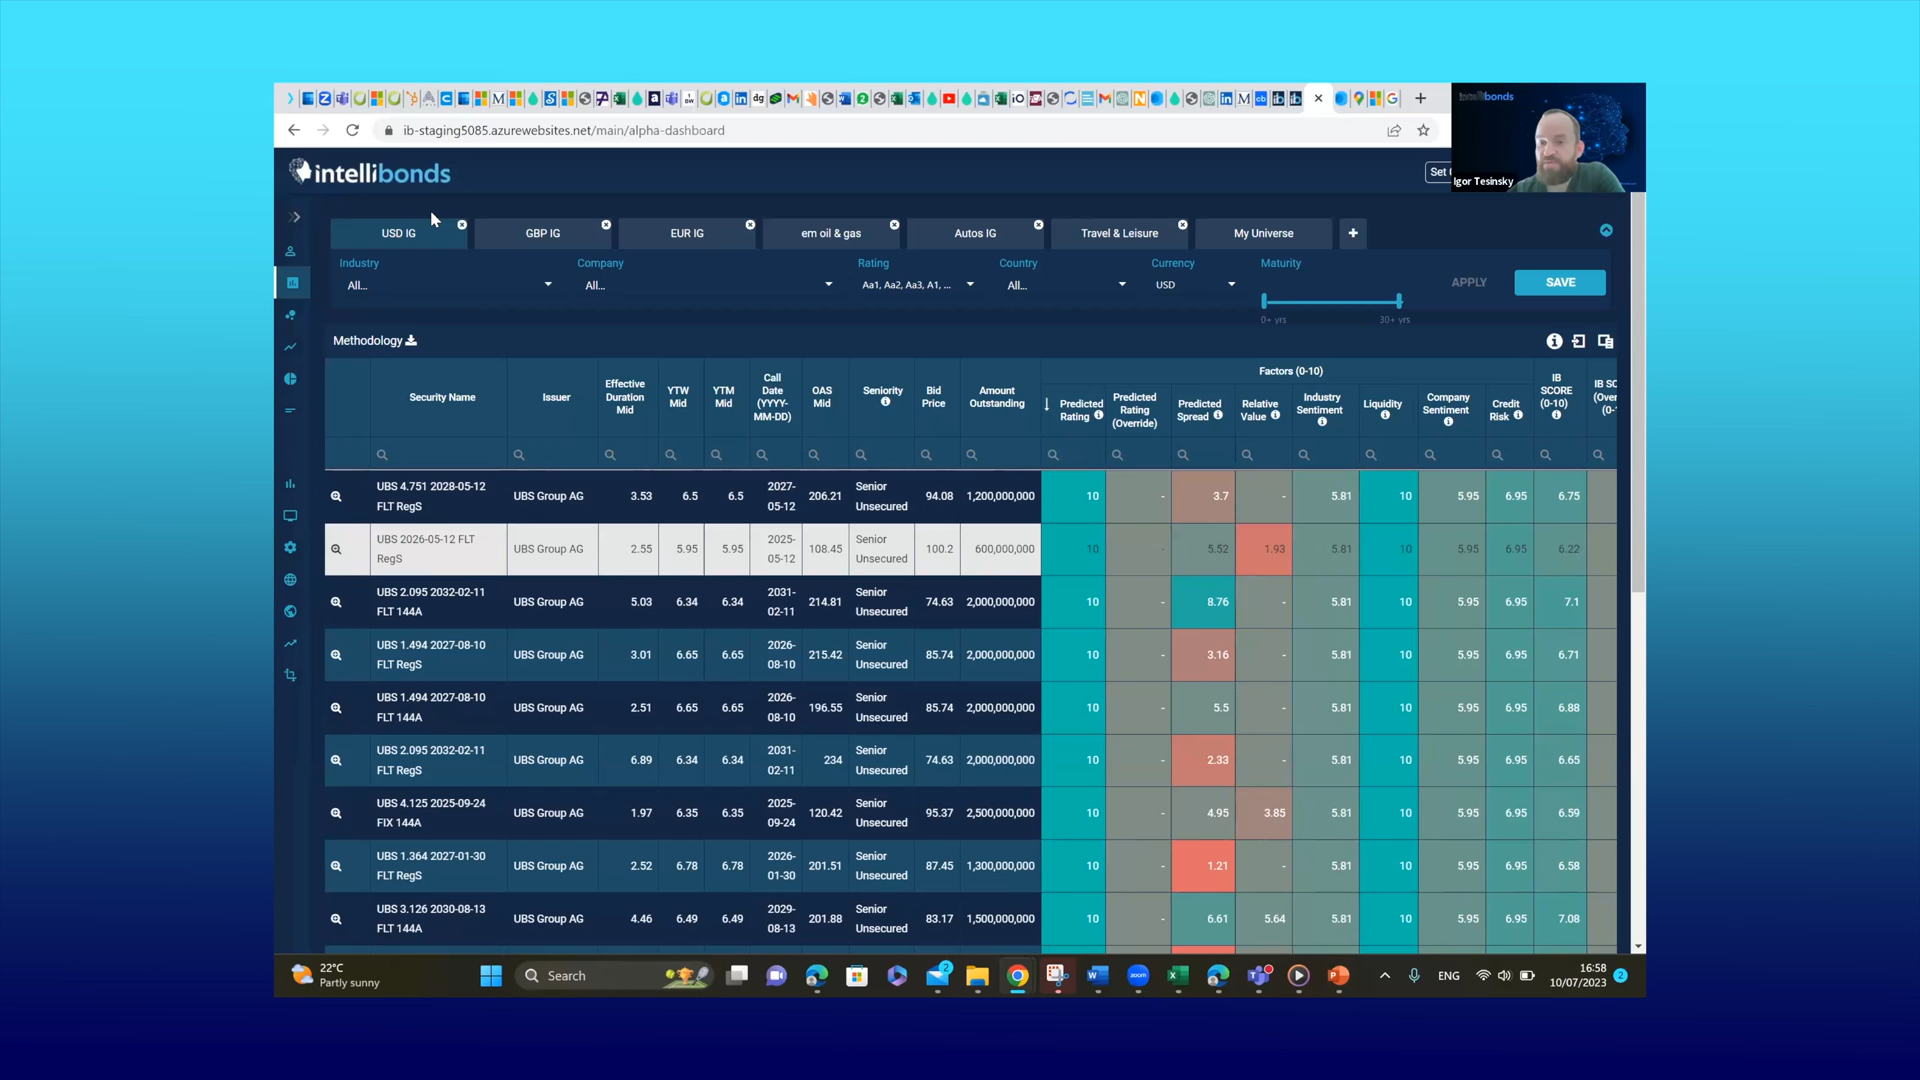 ib-staging5085.azurewebsites.net/main/alpha-dashboard
intellibonds
Igor Tesinsky
intellibonds
Set
USD IG
GBP IG
EUR IG
em oil & gas
Autos IG
Travel & Leisure
My Universe
Industry
Company
Rating
Country
Currency
Maturity
All...
All...
Aa1, Aa2, Aa3, A1, ...
All...
USD
APPLY
SAVE
0+ yrs
30+ yrs
Methodology
Factors (0-10)
Security Name
Issuer
Effective Duration Mid
YTW Mid
YTM Mid
Call Date (YYYY-MM-DD)
OAS Mid
Seniority
Bid Price
Amount Outstanding
Predicted Rating
Predicted Rating (Override)
Predicted Spread
Relative Value
Industry Sentiment
Liquidity
Company Sentiment
Credit Risk
IB SCORE (0-10)
UBS 4.751 2028-05-12 FLT RegS UBS Group AG 3.53 6.5 6.5 2027-05-12 206.21 Senior Unsecured 94.08 1,200,000,000 10 - 3.7 - 5.81 10 5.95 6.95 6.75
UBS 2026-05-12 FLT RegS UBS Group AG 2.55 5.95 5.95 2025-05-12 108.45 Senior Unsecured 100.2 600,000,000 10 - 5.52 1.93 5.81 10 5.95 6.95 6.22
UBS 2.095 2032-02-11 FLT 144A UBS Group AG 5.03 6.34 6.34 2031-02-11 214.81 Senior Unsecured 74.63 2,000,000,000 10 - 8.76 - 5.81 10 5.95 6.95 7.1
UBS 1.494 2027-08-10 FLT RegS UBS Group AG 3.01 6.65 6.65 2026-08-10 215.42 Senior Unsecured 85.74 2,000,000,000 10 - 3.16 - 5.81 10 5.95 6.95 6.71
UBS 1.494 2027-08-10 FLT 144A UBS Group AG 2.51 6.65 6.65 2026-08-10 196.55 Senior Unsecured 85.74 2,000,000,000 10 - 5.5 - 5.81 10 5.95 6.95 6.88
UBS 2.095 2032-02-11 FLT RegS UBS Group AG 6.89 6.34 6.34 2031-02-11 234 Senior Unsecured 74.63 2,000,000,000 10 - 2.33 - 5.81 10 5.95 6.95 6.65
UBS 4.125 2025-09-24 FIX 144A UBS Group AG 1.97 6.35 6.35 2025-09-24 120.42 Senior Unsecured 95.37 2,500,000,000 10 - 4.95 3.85 5.81 10 5.95 6.95 6.59
UBS 1.364 2027-01-30 FLT RegS UBS Group AG 2.52 6.78 6.78 2026-01-30 201.51 Senior Unsecured 87.45 1,300,000,000 10 - 1.21 - 5.81 10 5.95 6.95 6.58
UBS 3.126 2030-08-13 FLT 144A UBS Group AG 4.46 6.49 6.49 2029-08-13 201.88 Senior Unsecured 83.17 1,500,000,000 10 - 6.61 5.64 5.81 10 5.95 6.95 7.08
22°C
Partly sunny
Search
ENG
16:58
10/07/2023